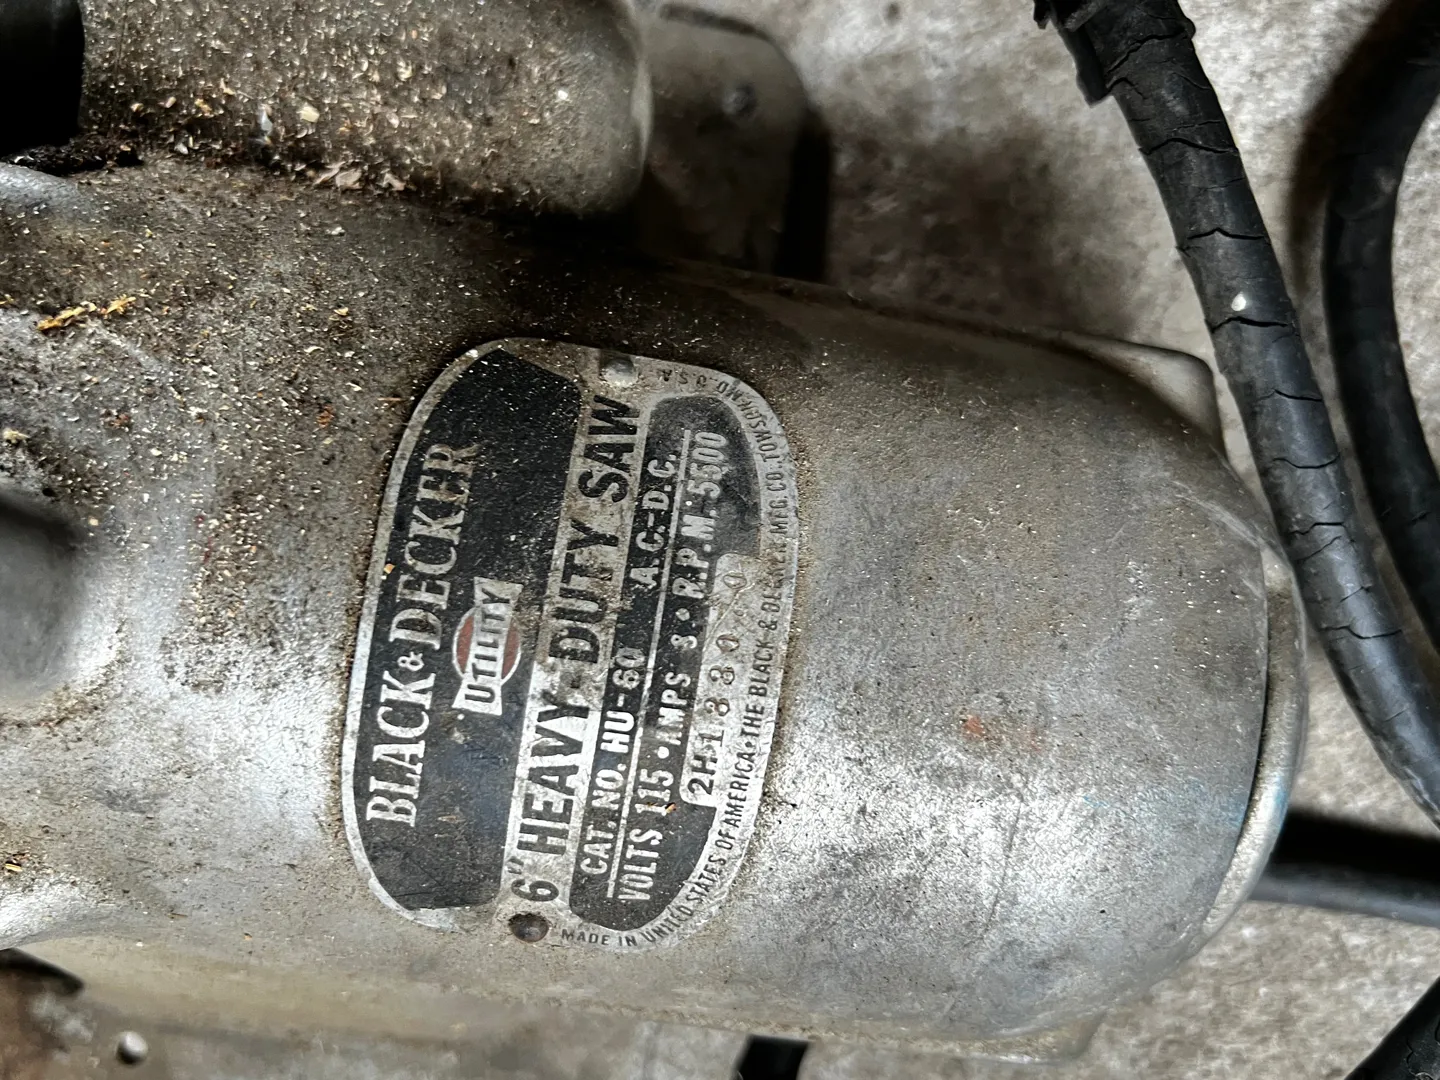 BLACK & DECKER
UTILITY
6" HEAVY-DUTY SAW
CAT. NO. HU-60 A.C.-D.C.
VOLTS 115 • AMPS 8 • R.P.M. 5500
MADE IN UNITED STATES OF AMERICA • THE BLACK & DECKER MFG. CO. TOWSON, MD. U.S.A.